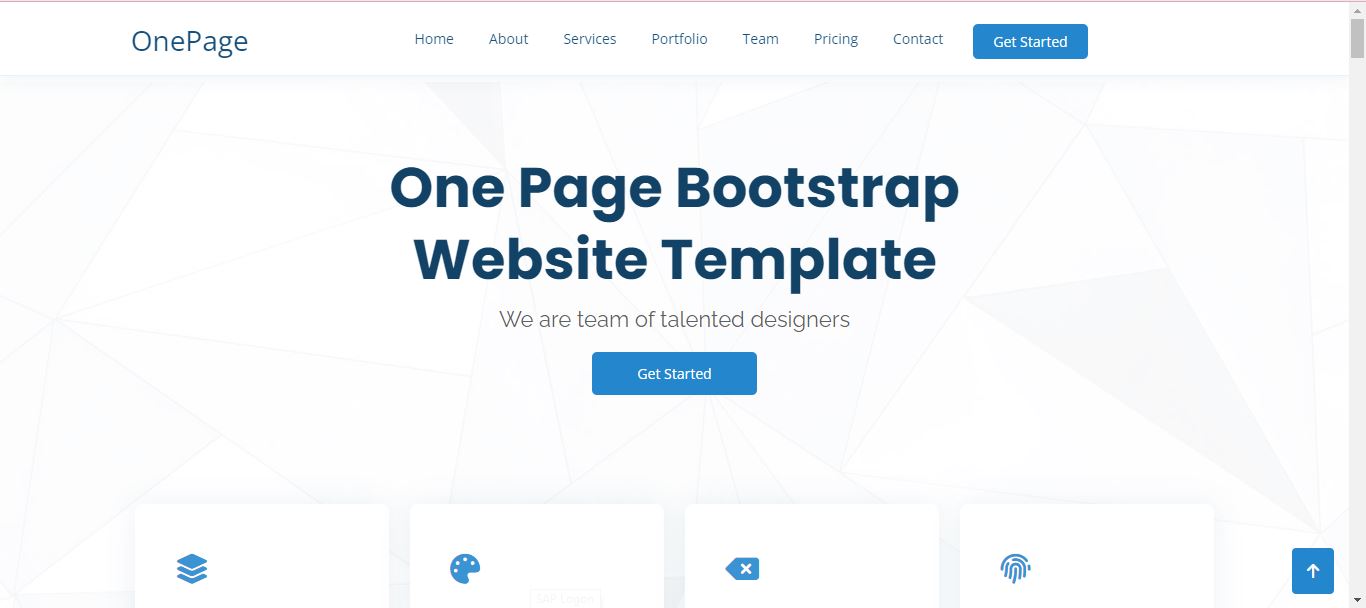 OnePage
Home
About
Services
Portfolio
Team
Pricing
Contact
Get Started
One Page Bootstrap
Website Template
We are team of talented designers
Get Started
SAP Logon